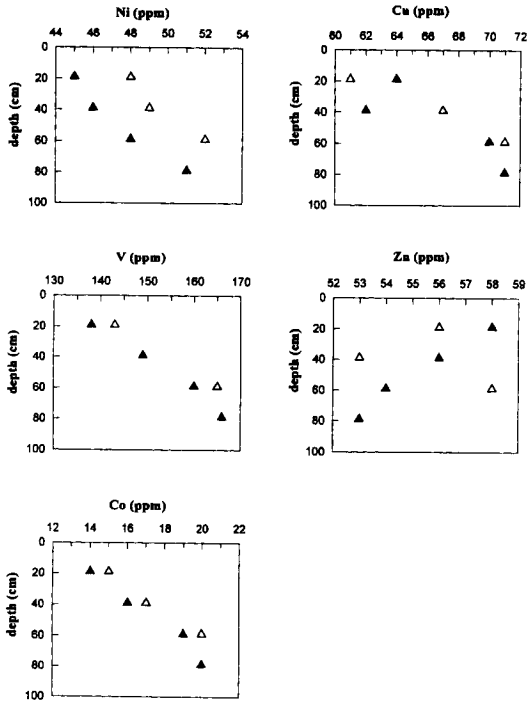 Ni (ppm)
44 46 48 50 52 54
0
20
40
60
80
100
depth (cm)
Cu (ppm)
60 62 64 66 68 70 72
0
20
40
60
80
100
depth (cm)
V (ppm)
130 140 150 160 170
0
20
40
60
80
100
depth (cm)
Zn (ppm)
52 53 54 55 56 57 58 59
0
20
40
60
80
100
depth (cm)
Co (ppm)
12 14 16 18 20 22
0
20
40
60
80
100
depth (cm)